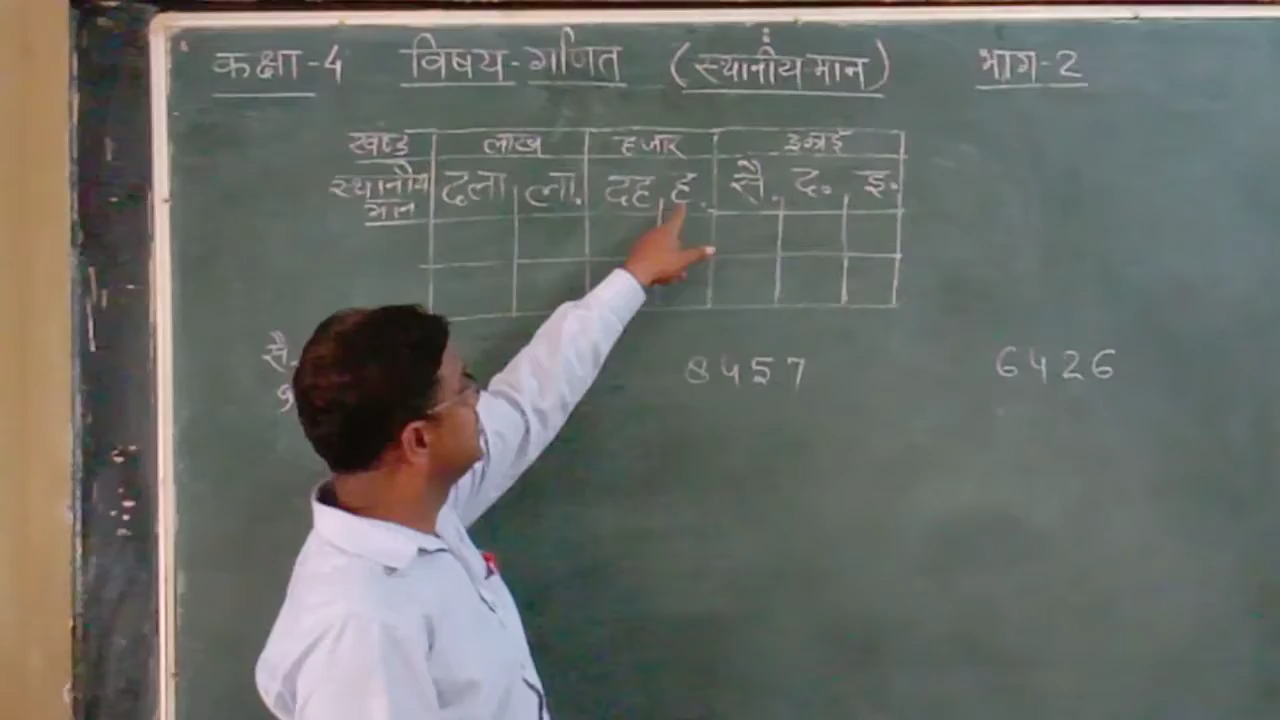 कक्षा-4 विषय-गणित (स्थानीय मान) भाग-2
खण्ड लाख हजार इकाई
स्थानीय दला ला. दह ह. सै. द. इ.
मान
सै.
8457 6426